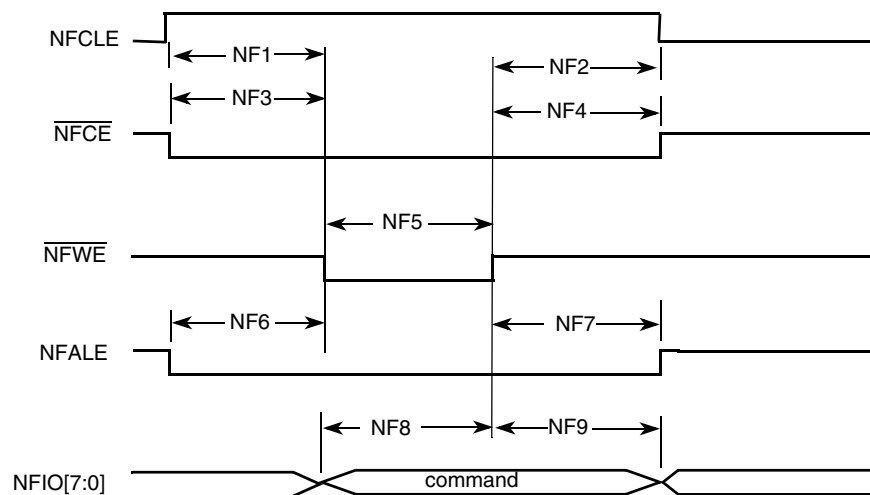 NFCLE
NF1
NF2
NF3
NF4
NFCE
NF5
NFWE
NF6
NF7
NFALE
NF8
NF9
NFIO[7:0]
command